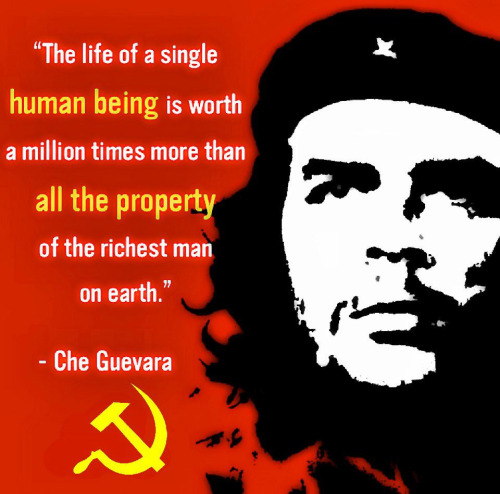 “The life of a single
human being is worth
a million times more than
all the property
of the richest man
on earth.”
- Che Guevara